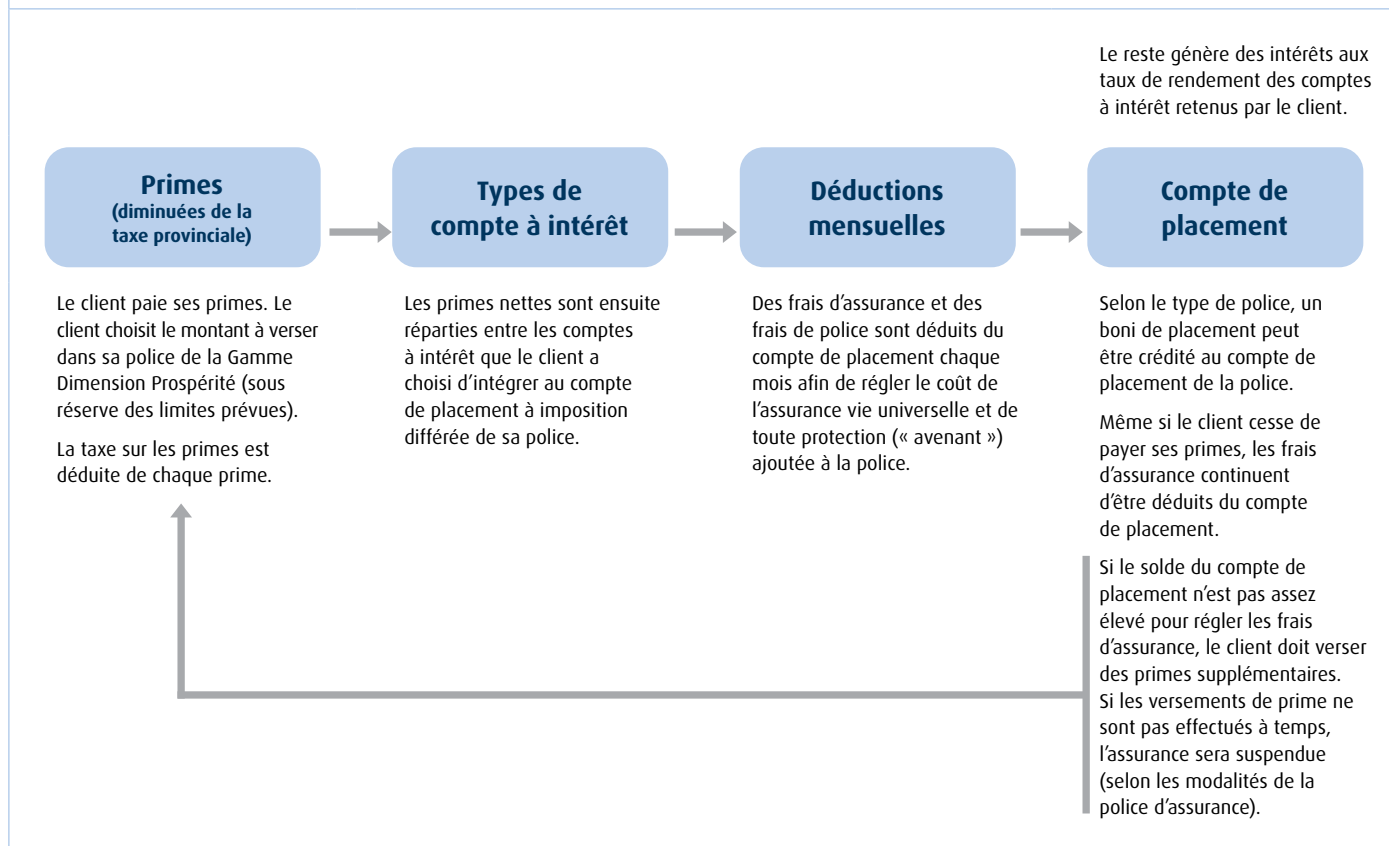 Primes
(diminuées de la
taxe provinciale)
Le client paie ses primes. Le
client choisit le montant à verser
dans sa police de la Gamme
Dimension Prospérité (sous
réserve des limites prévues).
La taxe sur les primes est
déduite de chaque prime.
Types de
compte à intérêt
Les primes nettes sont ensuite
réparties entre les comptes
à intérêt que le client a
choisi d’intégrer au compte
de placement à imposition
différée de sa police.
Déductions
mensuelles
Des frais d’assurance et des
frais de police sont déduits du
compte de placement chaque
mois afin de régler le coût de
l’assurance vie universelle et de
toute protection (« avenant »)
ajoutée à la police.
Le reste génère des intérêts aux
taux de rendement des comptes
à intérêt retenus par le client.
Compte de
placement
Selon le type de police, un
boni de placement peut
être crédité au compte de
placement de la police.
Même si le client cesse de
payer ses primes, les frais
d’assurance continuent
d’être déduits du compte
de placement.
Si le solde du compte de
placement n’est pas assez
élevé pour régler les frais
d’assurance, le client doit verser
des primes supplémentaires.
Si les versements de prime ne
sont pas effectués à temps,
l’assurance sera suspendue
(selon les modalités de la
police d’assurance).